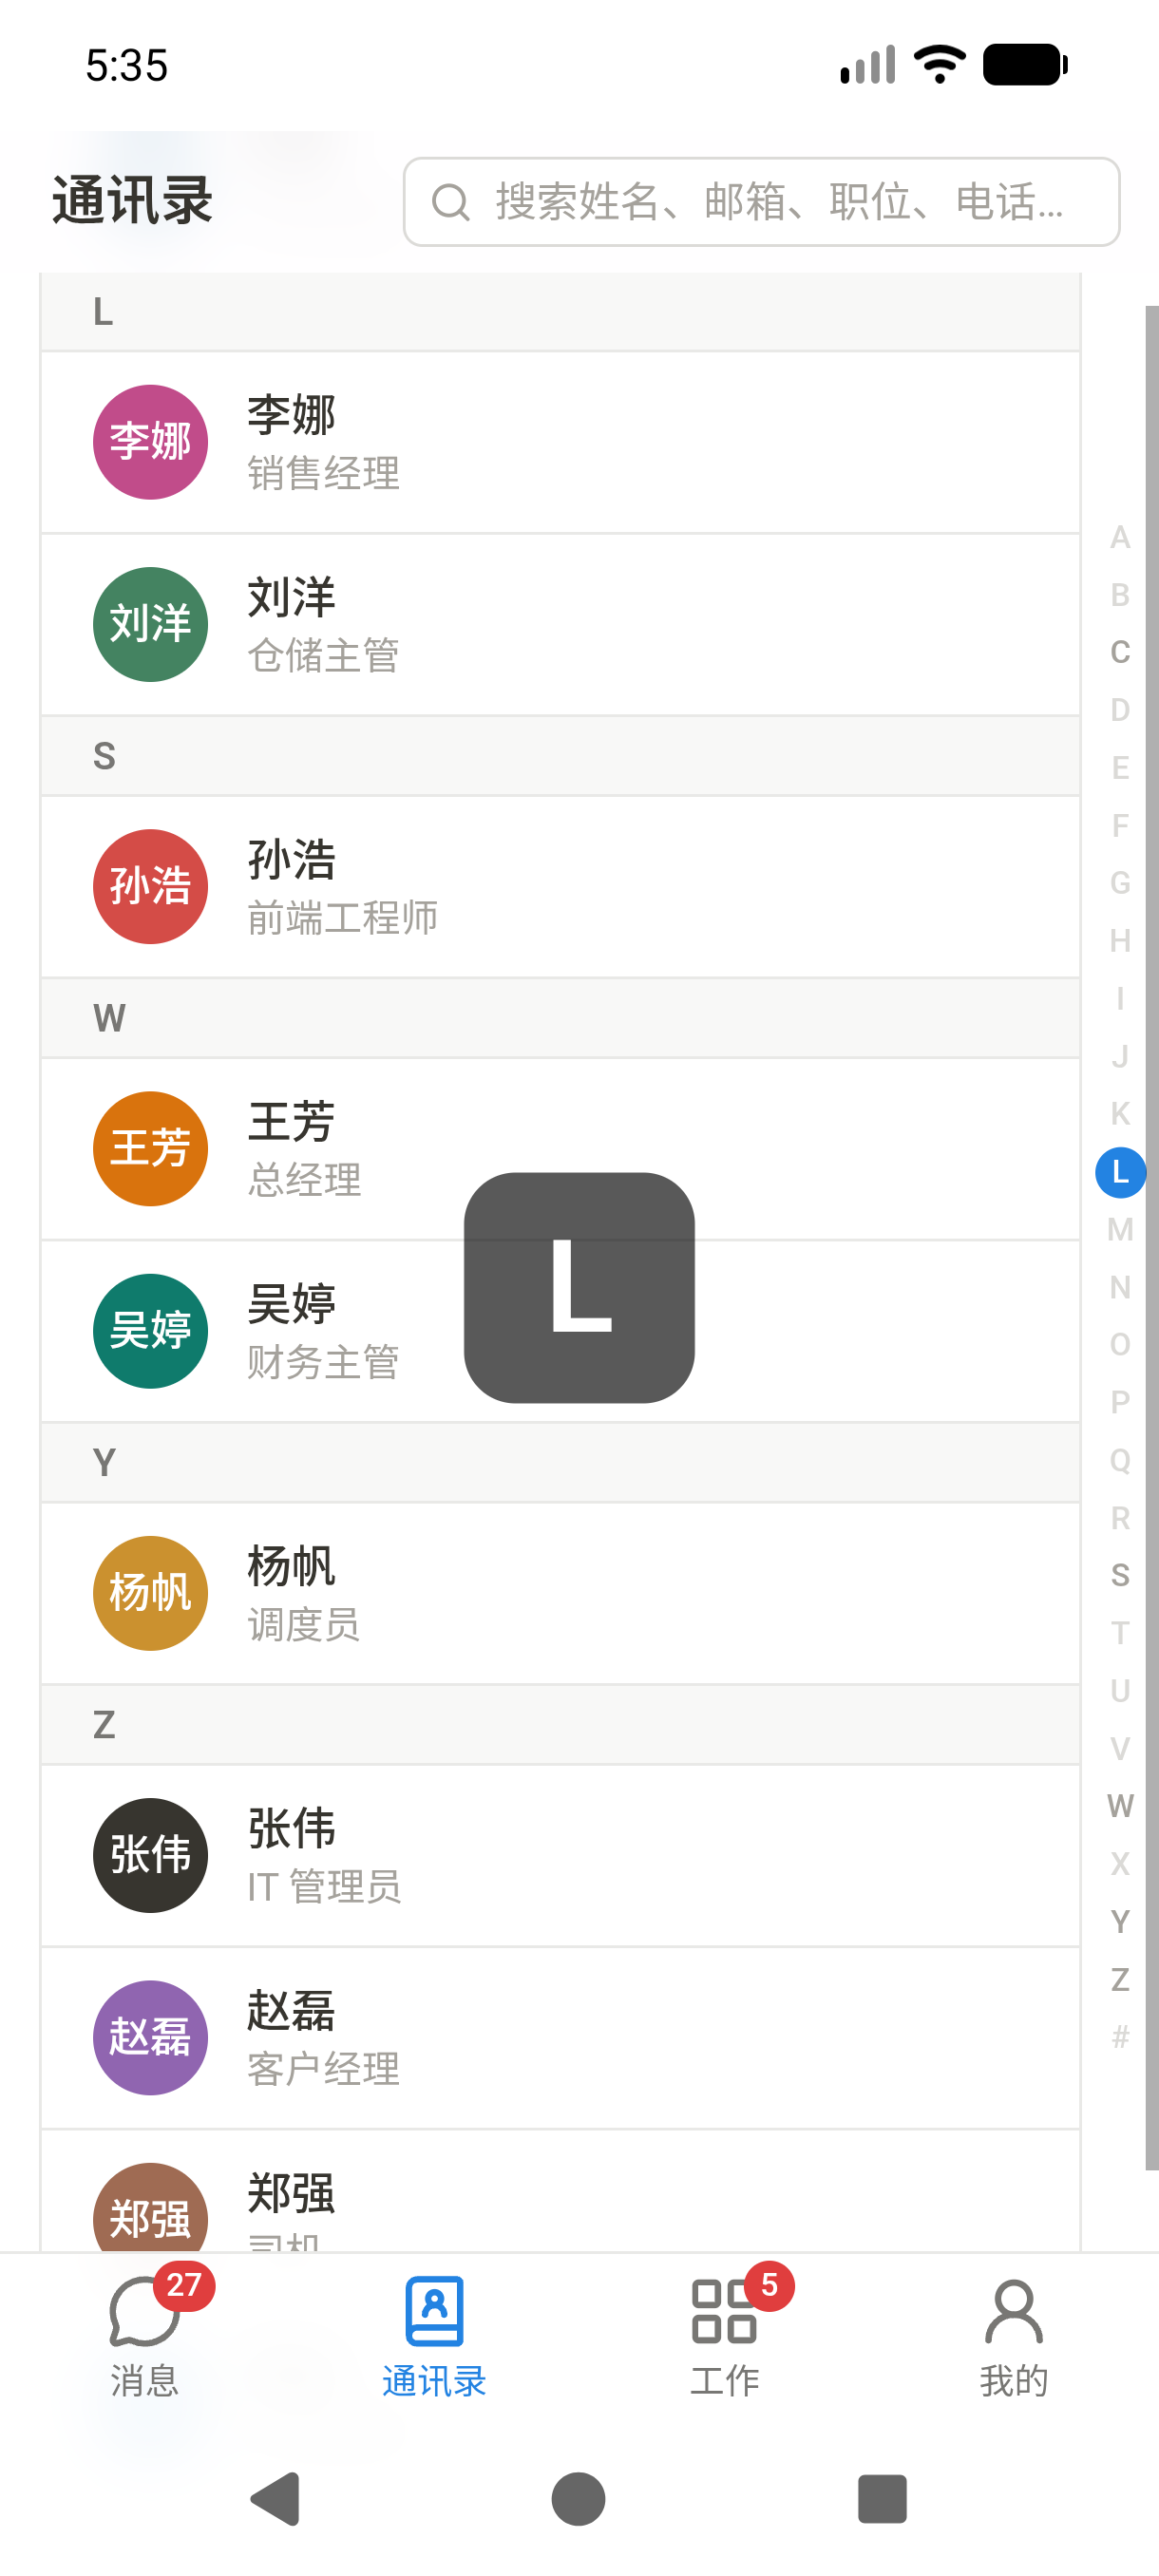 5:35
通讯录
搜索姓名、邮箱、职位、电话...
L
李娜
李娜
销售经理
刘洋
刘洋
仓储主管
S
孙浩
孙浩
前端工程师
W
王芳
王芳
总经理
吴婷
吴婷
财务主管
L
Y
杨帆
杨帆
调度员
Z
张伟
张伟
IT 管理员
赵磊
赵磊
客户经理
郑强
郑强
司机
A
B
C
D
E
F
G
H
I
J
K
L
M
N
O
P
Q
R
S
T
U
V
W
X
Y
Z
#
27
消息
通讯录
5
工作
我的